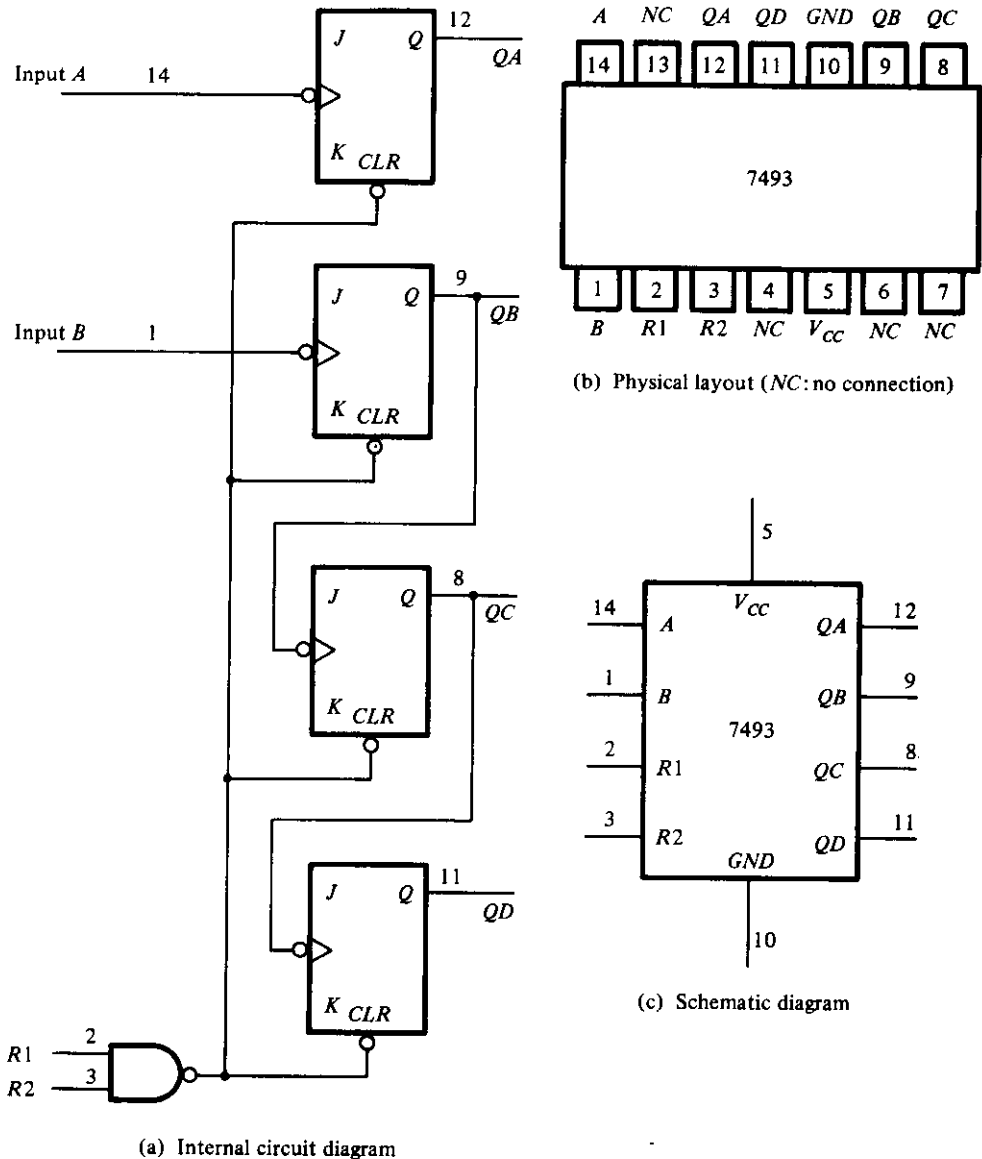 J Q 12
QA
Input A 14
K CLR
J Q 9
QB
Input B 1
K CLR
J Q 8
QC
K CLR
J Q 11
QD
K CLR
R1 2
R2 3
(a) Internal circuit diagram
A NC QA QD GND QB QC
14 13 12 11 10 9 8
7493
1 2 3 4 5 6 7
B R1 R2 NC VCC NC NC
(b) Physical layout (NC: no connection)
5
VCC
14 A QA 12
1 B QB 9
7493
2 R1 QC 8
3 R2 QD 11
GND
10
(c) Schematic diagram